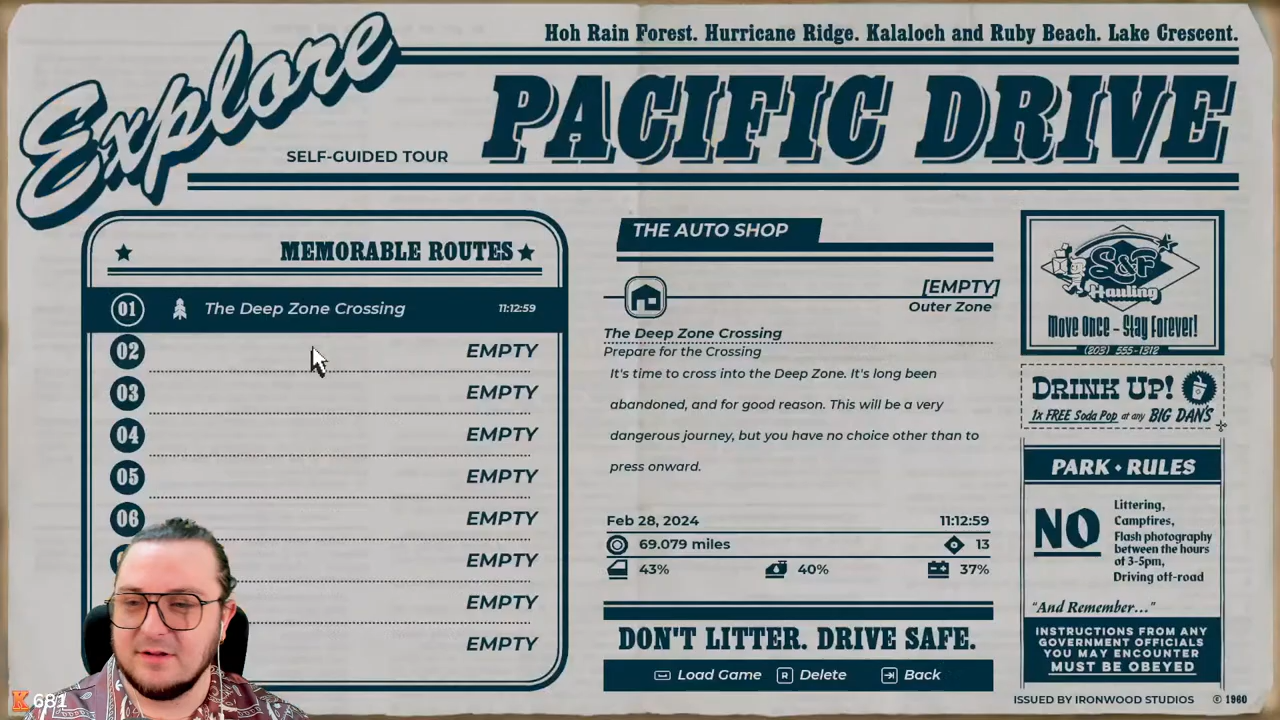 Explore
SELF-GUIDED TOUR
Hoh Rain Forest. Hurricane Ridge. Kalaloch and Ruby Beach. Lake Crescent.
PACIFIC DRIVE
MEMORABLE ROUTES
01 The Deep Zone Crossing 11:12:59
02 EMPTY
03 EMPTY
04 EMPTY
05 EMPTY
06 EMPTY
EMPTY
EMPTY
EMPTY
THE AUTO SHOP
[EMPTY]
Outer Zone
The Deep Zone Crossing
Prepare for the Crossing
It's time to cross into the Deep Zone. It's long been
abandoned, and for good reason. This will be a very
dangerous journey, but you have no choice other than to
press onward.
Feb 28, 2024 11:12:59
69.079 miles 13
43% 40% 37%
DON'T LITTER. DRIVE SAFE.
Load Game R Delete Back
S&F
Hauling
Move Once - Stay Forever!
(203) 555-1312
DRINK UP!
1x FREE Soda Pop at any BIG DAN'S
PARK • RULES
NO
Littering,
Campfires,
Flash photography
between the hours
of 3-5pm,
Driving off-road
"And Remember..."
INSTRUCTIONS FROM ANY
GOVERNMENT OFFICIALS
YOU MAY ENCOUNTER
MUST BE OBEYED
ISSUED BY IRONWOOD STUDIOS © 1960
K 681